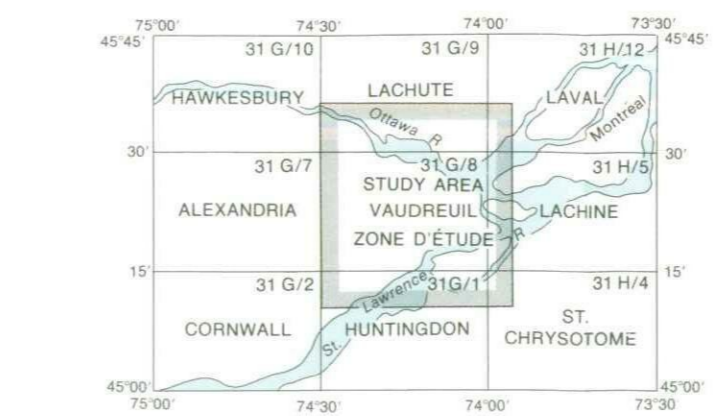 75°00' 74°30' 74°00' 73°30'
45°45' 45°45'
31 G/10 31 G/9 31 H/12
HAWKESBURY LACHUTE LAVAL
Ottawa R
Montréal
30' 30'
31 G/7 31 G/8 31 H/5
STUDY AREA
ALEXANDRIA VAUDREUIL LACHINE
ZONE D'ÉTUDE
R
15' 15'
31 G/2 31G/1 31 H/4
St. Lawrence
CORNWALL HUNTINGDON ST.
CHRYSOTOME
45°00' 45°00'
75°00' 74°30' 74°00' 73°30'